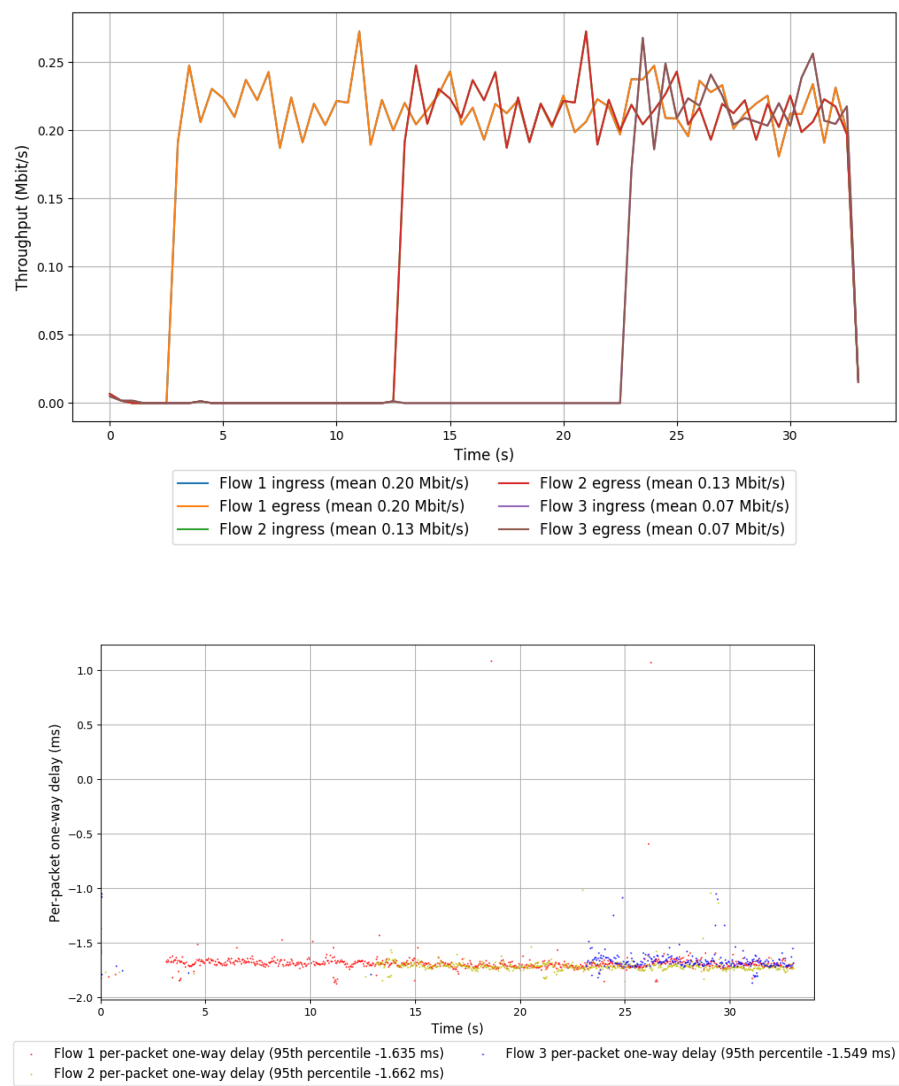 0.25
0.20
0.15
0.10
0.05
0.00
Throughput (Mbit/s)
0 5 10 15 20 25 30
Time (s)
Flow 1 ingress (mean 0.20 Mbit/s)
Flow 1 egress (mean 0.20 Mbit/s)
Flow 2 ingress (mean 0.13 Mbit/s)
Flow 2 egress (mean 0.13 Mbit/s)
Flow 3 ingress (mean 0.07 Mbit/s)
Flow 3 egress (mean 0.07 Mbit/s)
1.0
0.5
0.0
−0.5
−1.0
−1.5
−2.0
Per-packet one-way delay (ms)
0 5 10 15 20 25 30
Time (s)
Flow 1 per-packet one-way delay (95th percentile -1.635 ms)
Flow 2 per-packet one-way delay (95th percentile -1.662 ms)
Flow 3 per-packet one-way delay (95th percentile -1.549 ms)